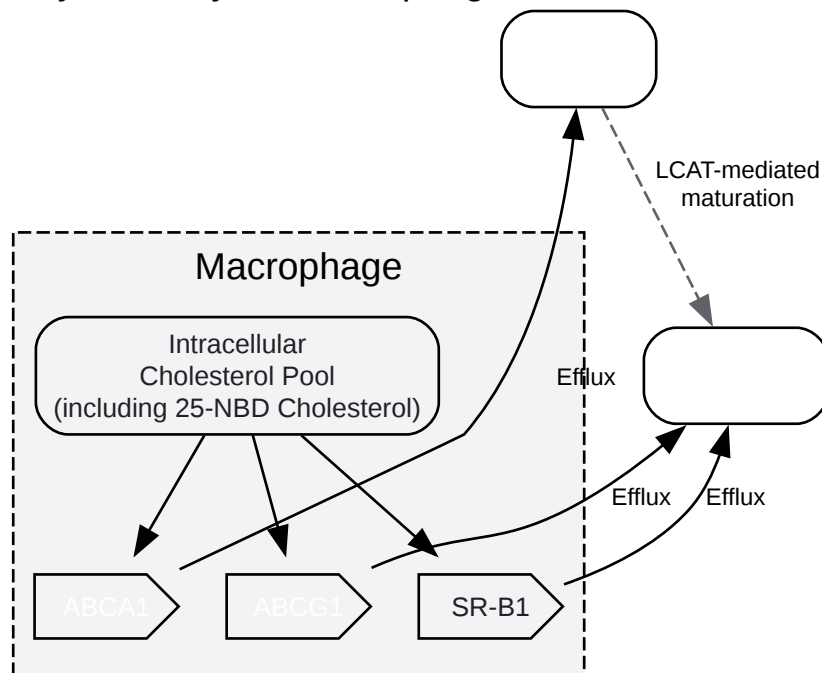 LCAT-mediated
maturation
Macrophage
Intracellular
Cholesterol Pool
(including 25-NBD Cholesterol)
Efflux
Efflux
Efflux
ABCA1
ABCG1
SR-B1